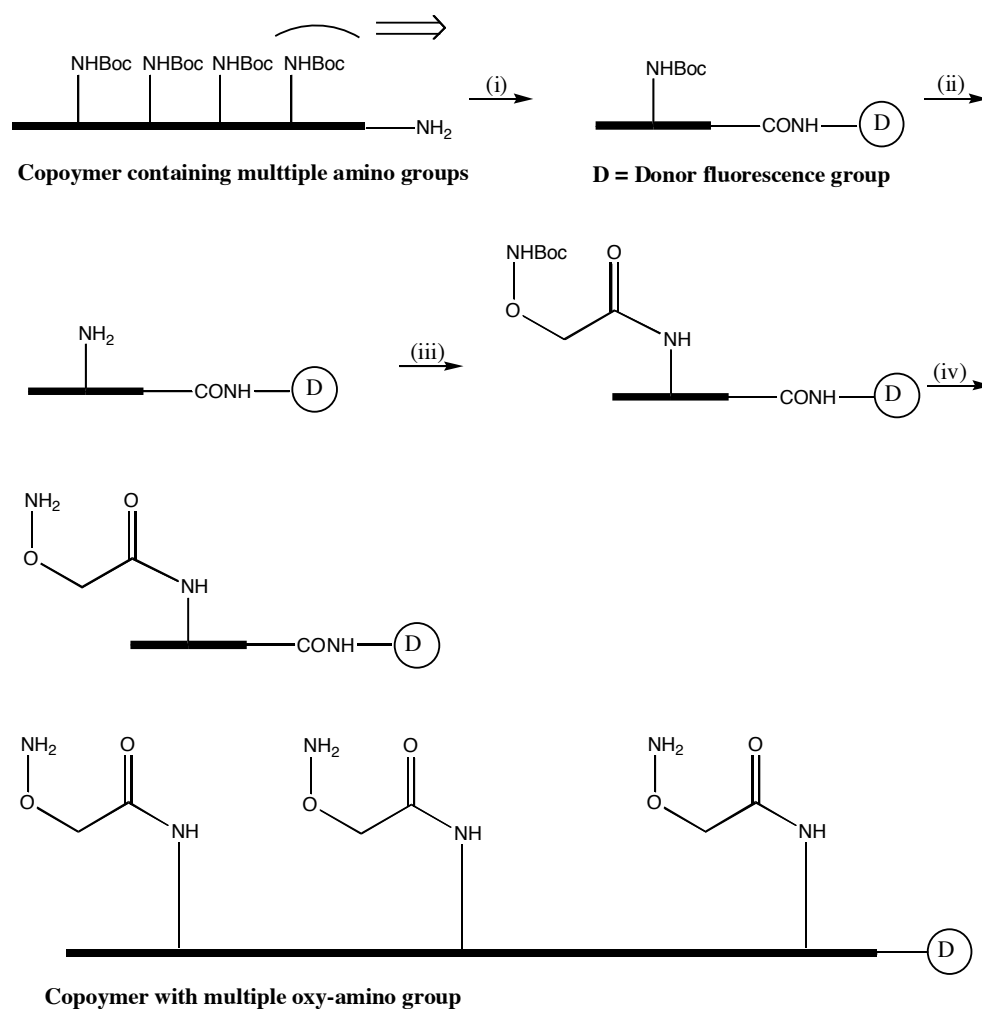 NHBoc NHBoc NHBoc NHBoc
NH2
(i)
NHBoc
CONH D
(ii)
Copoymer containing multtiple amino groups
D = Donor fluorescence group
NH2
CONH D
(iii)
NHBoc O
O
NH
CONH D
(iv)
NH2 O
O
NH
CONH D
NH2 O NH2 O NH2 O
O O O
NH NH NH
D
Copoymer with multiple oxy-amino group